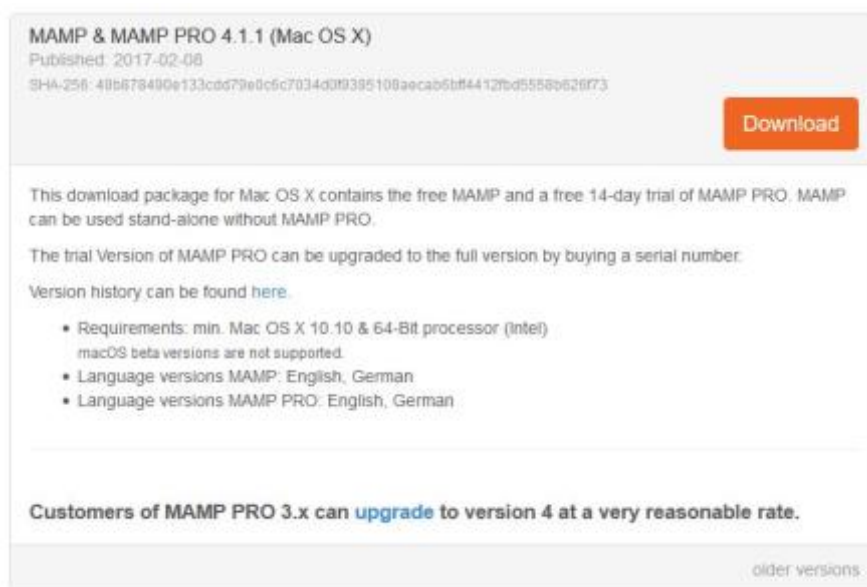 MAMP & MAMP PRO 4.1.1 (Mac OS X)
Published: 2017-02-08
SHA-256:
Download
This download package for Mac OS X contains the free MAMP and a free 14-day trial of MAMP PRO. MAMP
can be used stand-alone without MAMP PRO.
The trial Version of MAMP PRO can be upgraded to the full version by buying a serial number.
Version history can be found here.
• Requirements: min. Mac OS X 10.10 & 64-Bit processor (Intel)
macOS beta versions are not supported.
• Language versions MAMP: English, German
• Language versions MAMP PRO: English, German
Customers of MAMP PRO 3.x can upgrade to version 4 at a very reasonable rate.
older versions